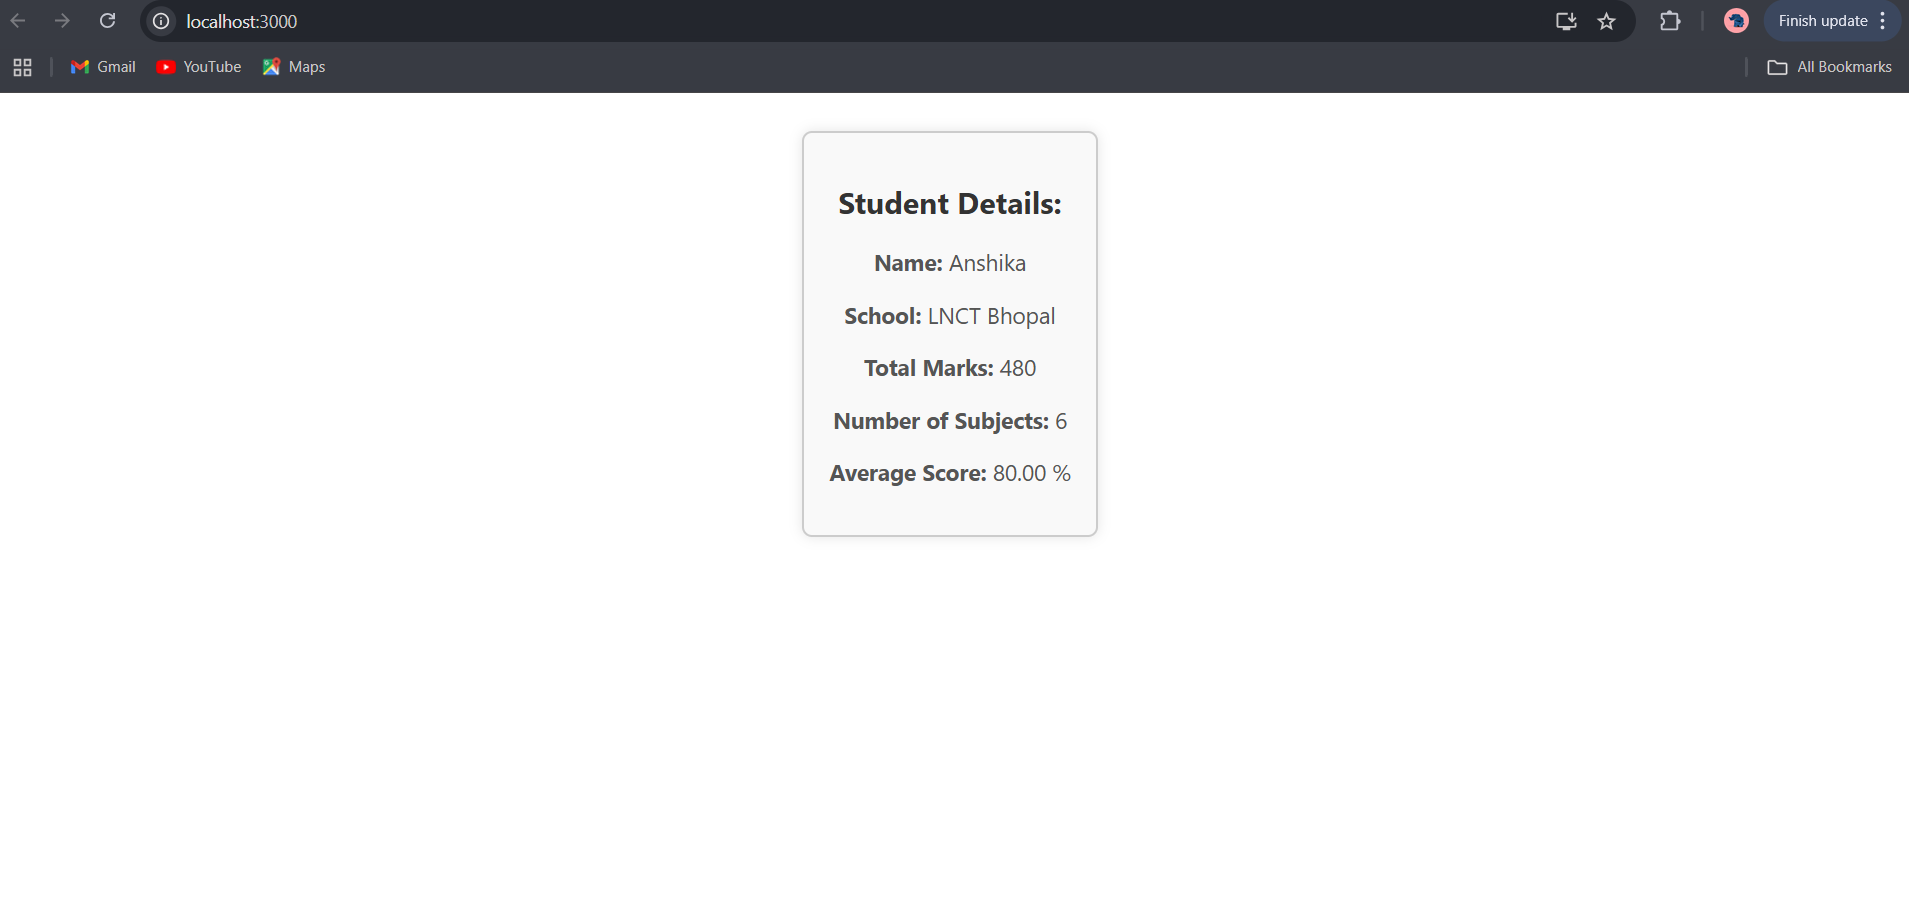 localhost:3000
Finish update
Gmail YouTube Maps
All Bookmarks
Student Details:
Name: Anshika
School: LNCT Bhopal
Total Marks: 480
Number of Subjects: 6
Average Score: 80.00 %